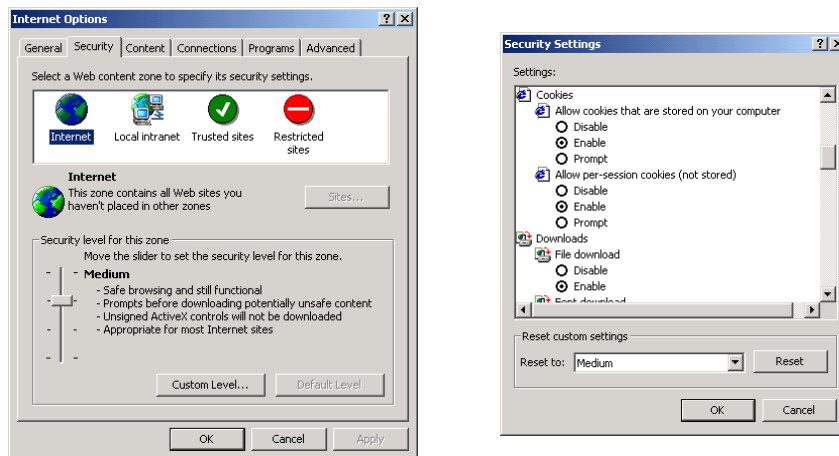 Internet Options
General Security Content Connections Programs Advanced
Select a Web content zone to specify its security settings.
Internet Local intranet Trusted sites Restricted sites
Internet
This zone contains all Web sites you
haven't placed in other zones
Sites...
Security level for this zone
Move the slider to set the security level for this zone.
Medium
- Safe browsing and still functional
- Prompts before downloading potentially unsafe content
- Unsigned ActiveX controls will not be downloaded
- Appropriate for most Internet sites
Custom Level... Default Level
OK Cancel Apply
Security Settings
Settings:
Cookies
Allow cookies that are stored on your computer
Disable
Enable
Prompt
Allow per-session cookies (not stored)
Disable
Enable
Prompt
Downloads
File download
Disable
Enable
Font download
Reset custom settings
Reset to: Medium Reset
OK Cancel